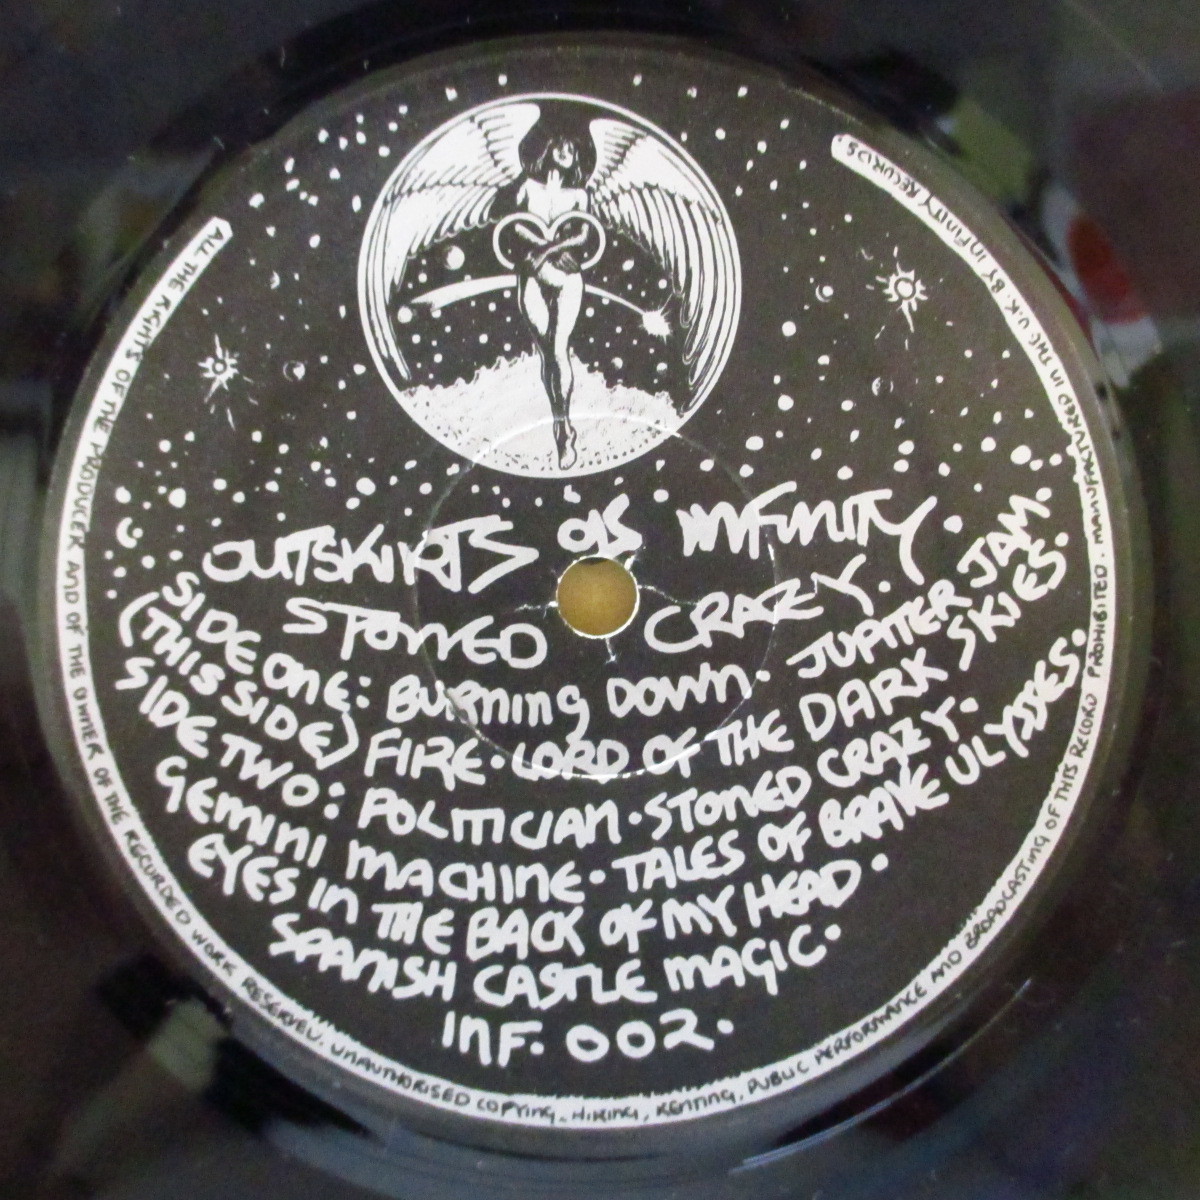 OUTSKIRTS OF INFINITY.
STONED CRAZY.
SIDE ONE: BURNING DOWN. JUPITER JAM.
(THIS SIDE) FIRE. LORD OF THE DARK SKIES.
SIDE TWO: POLITICIAN. STONED CRAZY.
GEMINI MACHINE. TALES OF BRAVE ULYSSES.
EYES IN THE BACK OF MY HEAD.
SPANISH CASTLE MAGIC.
INF. 002.
ALL THE RIGHTS OF THE PRODUCER AND OF THE OWNER OF THE RECORDED WORK RESERVED. UNAUTHORISED COPYING, HIRING, RENTING, PUBLIC PERFORMANCE AND BROADCASTING OF THIS RECORD PROHIBITED. MANUFACTURED IN THE U.K. BY INFINITY RECORDS.